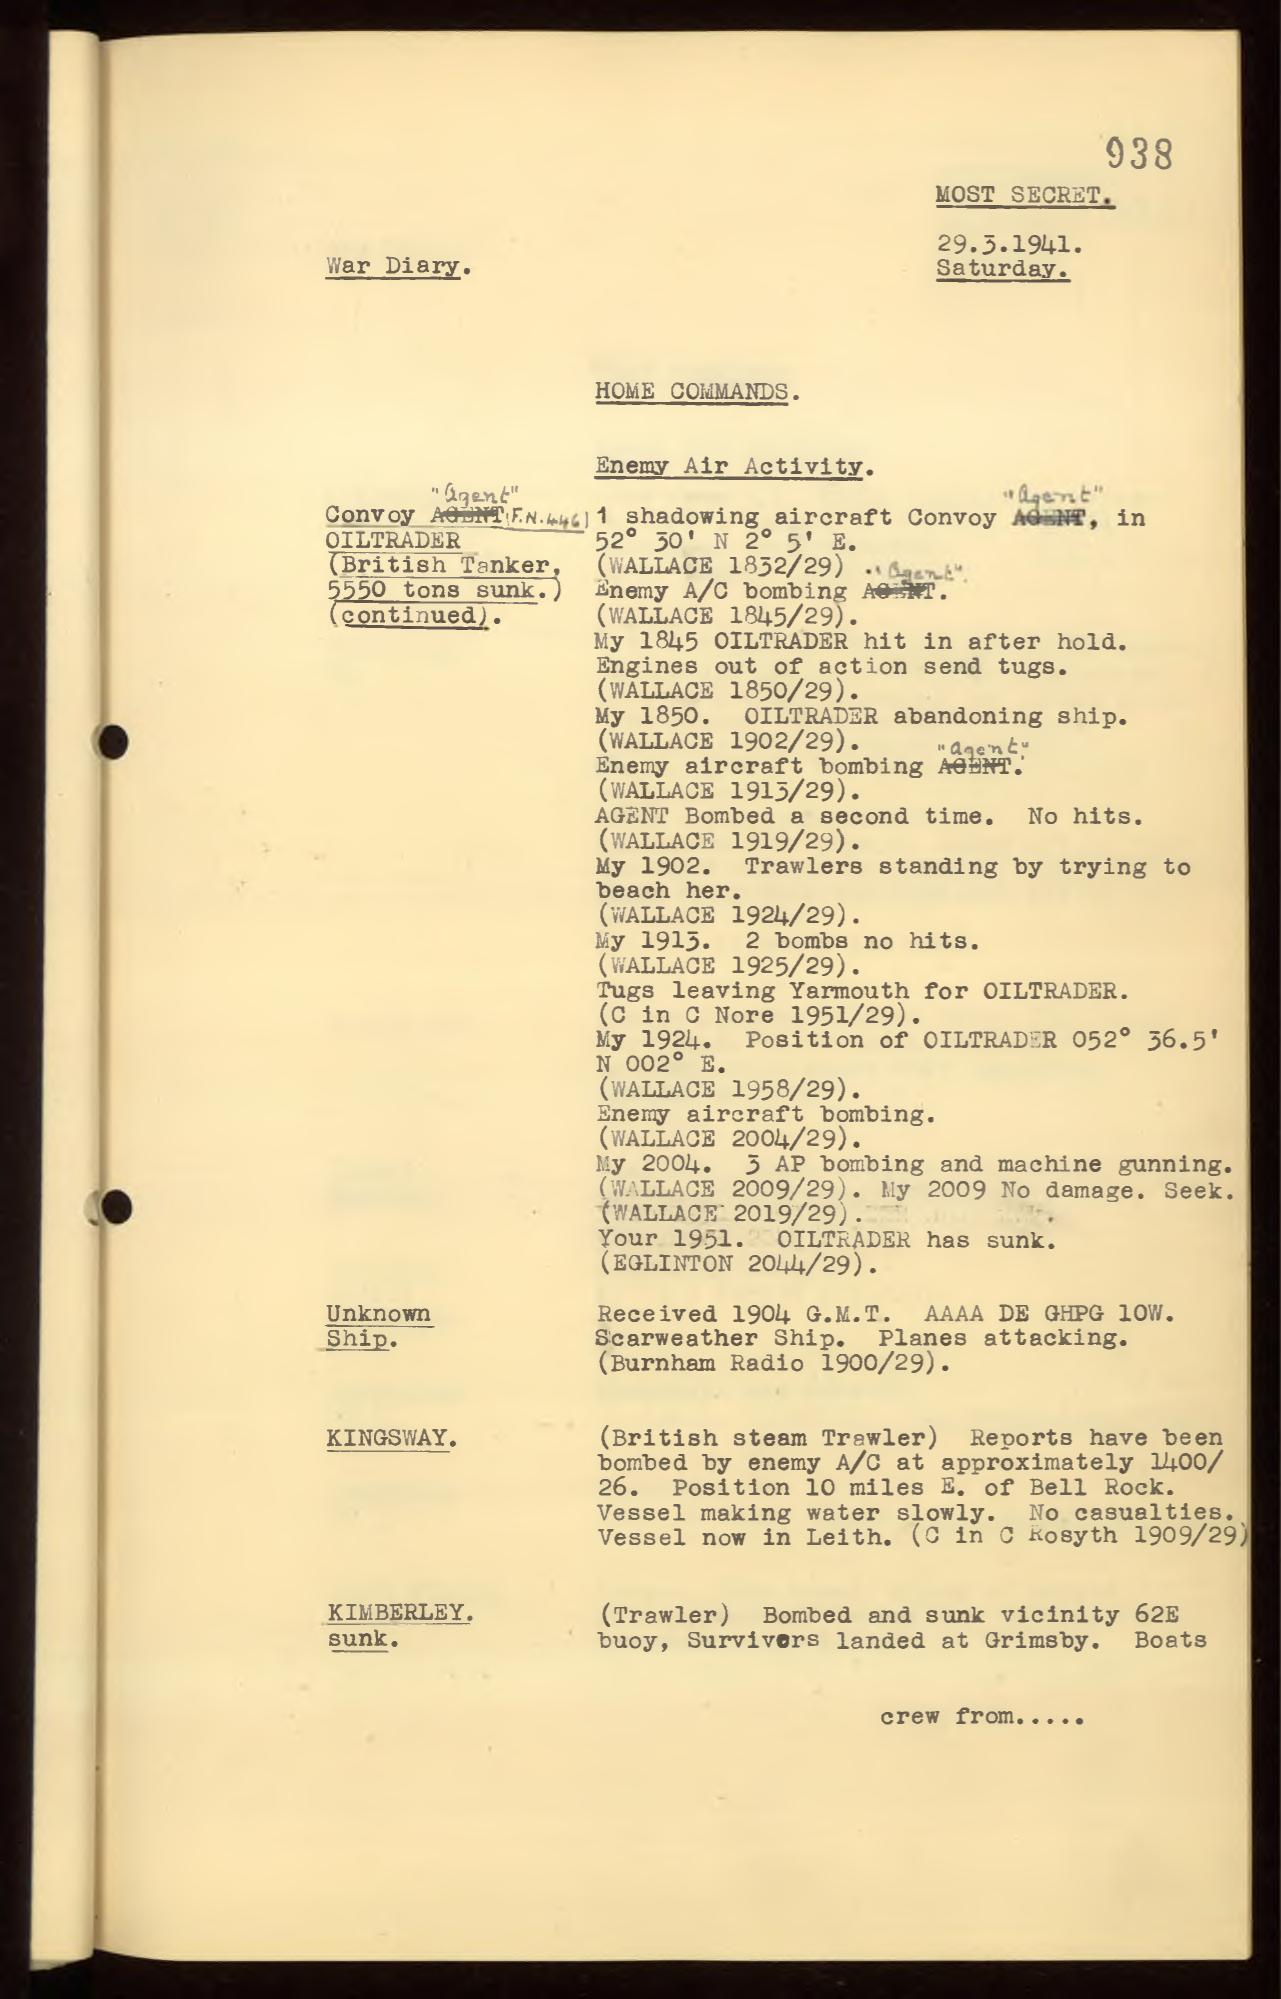 938
MOST SECRET.
29.3.1941.
Saturday.
War Diary.
HOME COMMANDS.
Enemy Air Activity.
"Agent"
Convoy AGENT (F.N.446)
OILTRADER
(British Tanker,
5550 tons sunk.)
(continued).
"Agent"
1 shadowing aircraft Convoy AGENT, in
52° 30' N 2° 5' E.
(WALLACE 1832/29) .
"Agent"
Enemy A/C bombing AGENT.
(WALLACE 1845/29).
My 1845 OILTRADER hit in after hold.
Engines out of action send tugs.
(WALLACE 1850/29).
My 1850. OILTRADER abandoning ship.
(WALLACE 1902/29).
"Agent"
Enemy aircraft bombing AGENT.
(WALLACE 1913/29).
AGENT Bombed a second time. No hits.
(WALLACE 1919/29).
My 1902. Trawlers standing by trying to
beach her.
(WALLACE 1924/29).
My 1913. 2 bombs no hits.
(WALLACE 1925/29).
Tugs leaving Yarmouth for OILTRADER.
(C in C Nore 1951/29).
My 1924. Position of OILTRADER 052° 36.5'
N 002° E.
(WALLACE 1958/29).
Enemy aircraft bombing.
(WALLACE 2004/29).
My 2004. 3 AP bombing and machine gunning.
(WALLACE 2009/29). My 2009 No damage. Seek.
(WALLACE 2019/29).
Your 1951. OILTRADER has sunk.
(EGLINTON 2044/29).
Unknown
Ship.
Received 1904 G.M.T. AAAA DE GHPG 10W.
Scarweather Ship. Planes attacking.
(Burnham Radio 1900/29).
KINGSWAY.
(British steam Trawler) Reports have been
bombed by enemy A/C at approximately 1400/
26. Position 10 miles E. of Bell Rock.
Vessel making water slowly. No casualties.
Vessel now in Leith. (C in C Rosyth 1909/29)
KIMBERLEY.
sunk.
(Trawler) Bombed and sunk vicinity 62E
buoy, Survivers landed at Grimsby. Boats
crew from.....